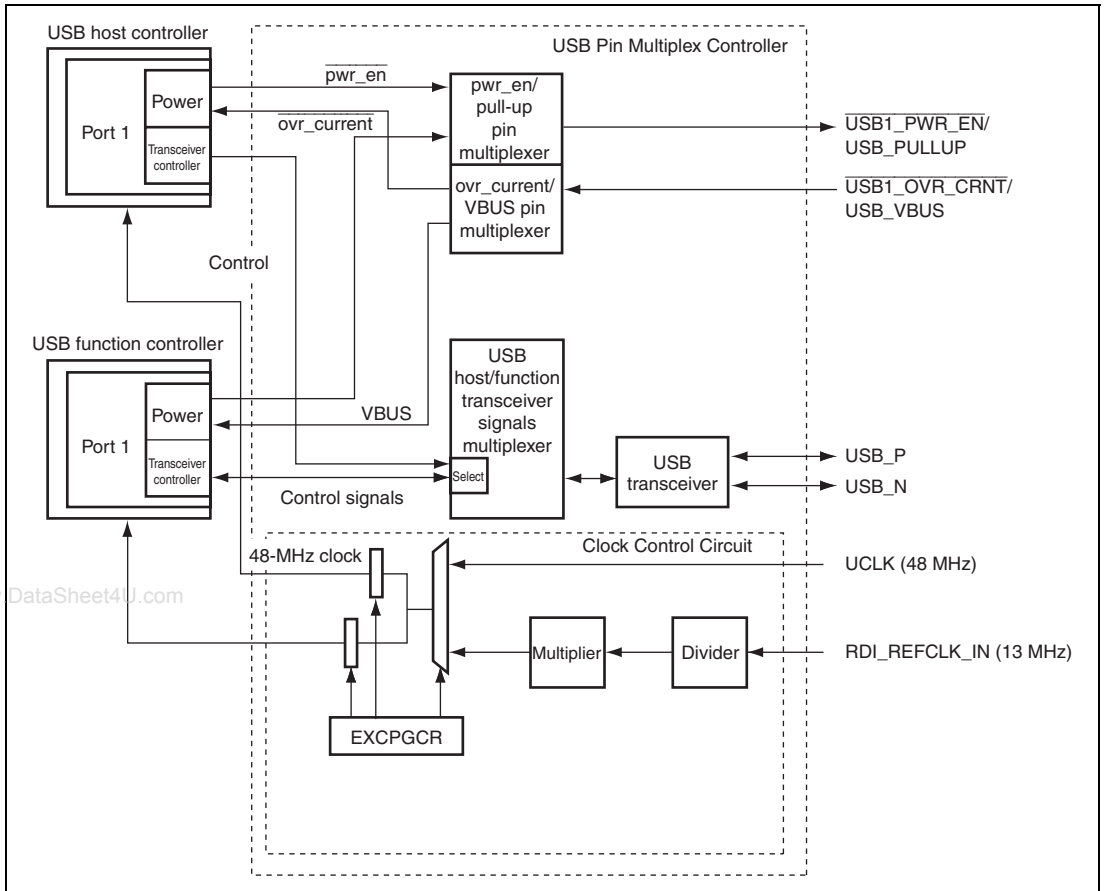 USB host controller
USB Pin Multiplex Controller
pwr_en
Power
Port 1
ovr_current
Transceiver
controller
pwr_en/
pull-up
pin
multiplexer
USB1_PWR_EN/
USB_PULLUP
ovr_current/
VBUS pin
multiplexer
USB1_OVR_CRNT/
USB_VBUS
Control
USB function controller
Power
Port 1
Transceiver
controller
VBUS
USB
host/function
transceiver
signals
multiplexer
Select
Control signals
USB
transceiver
USB_P
USB_N
Clock Control Circuit
48-MHz clock
UCLK (48 MHz)
DataSheet4U.com
Multiplier
Divider
RDI_REFCLK_IN (13 MHz)
EXCPGCR